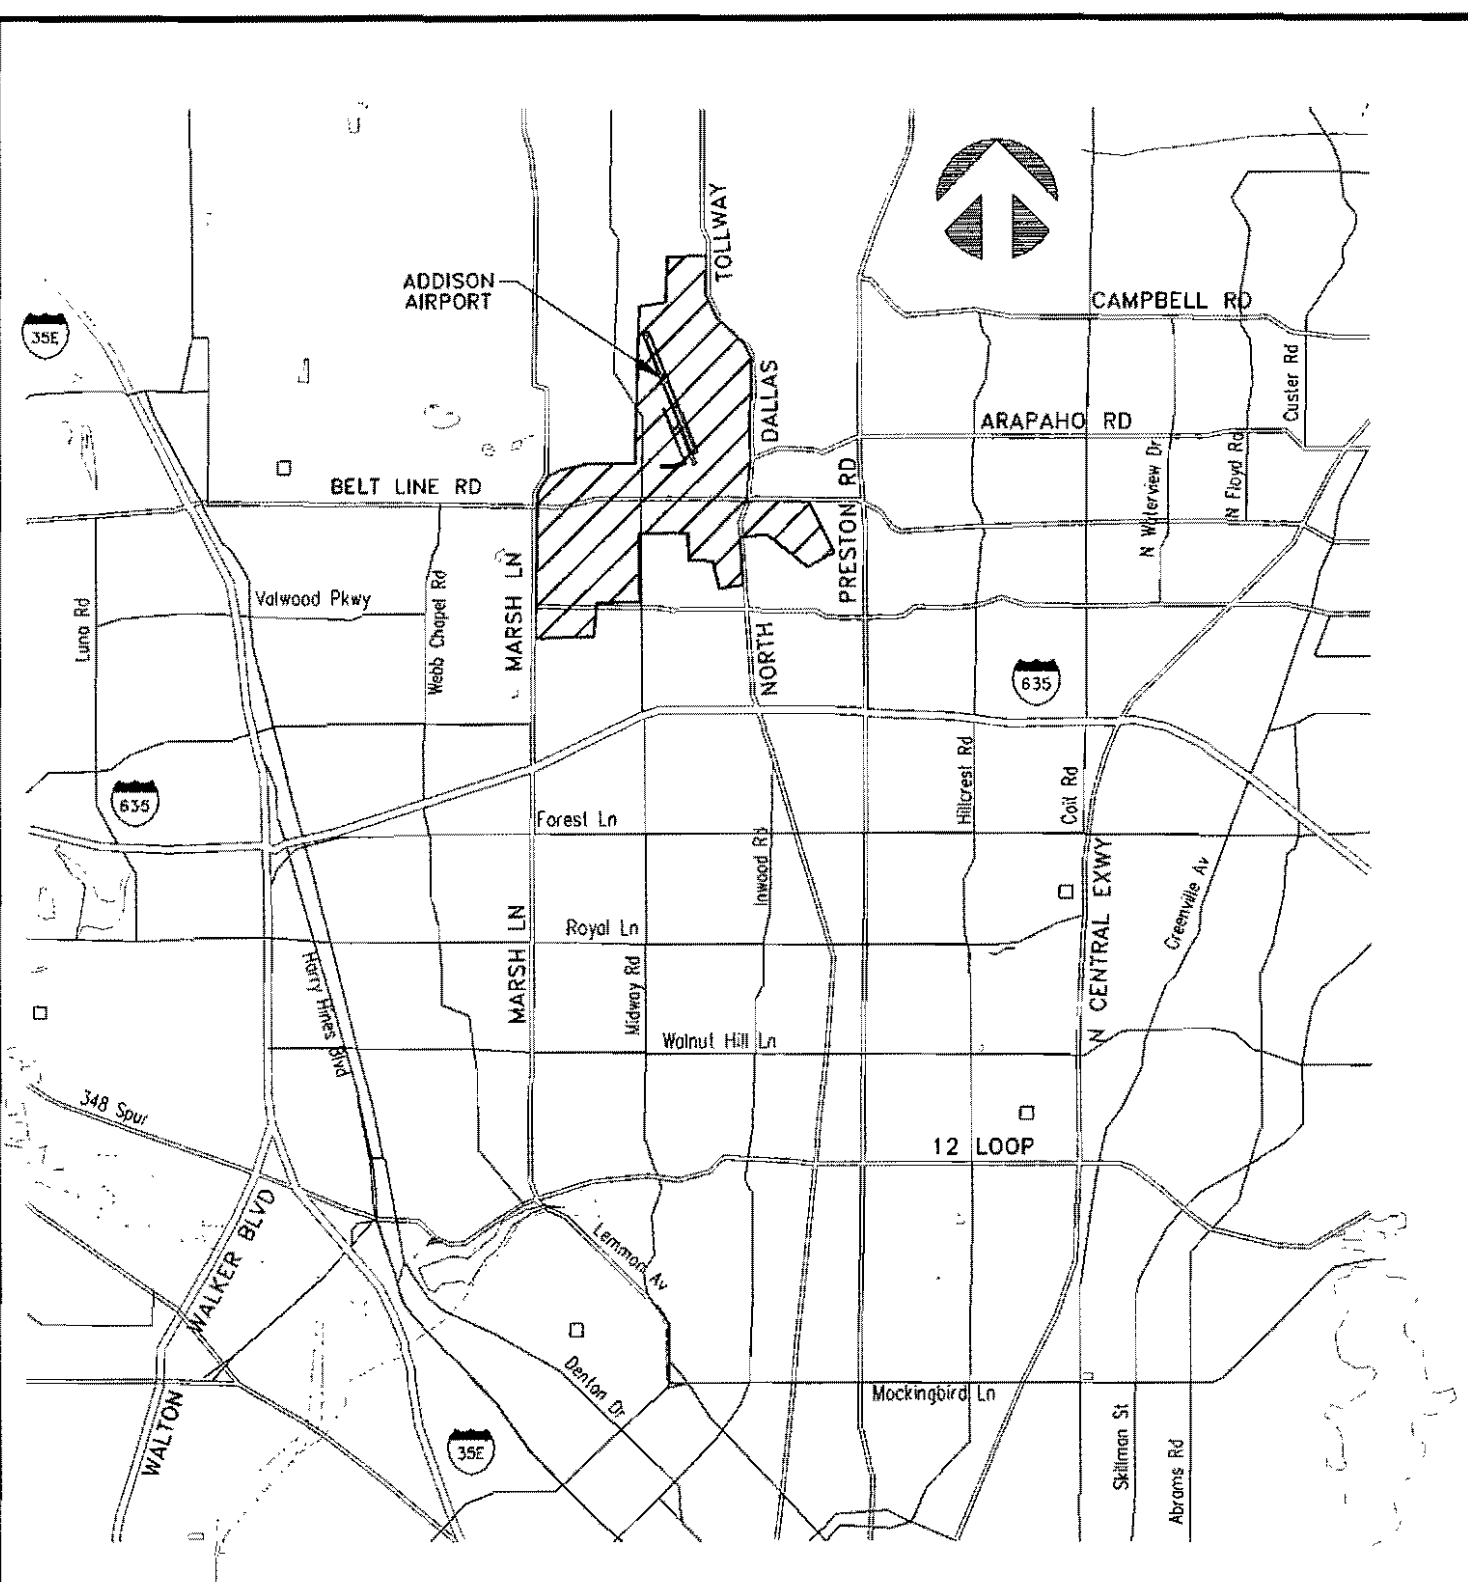 TOLLWAY
ADDISON
AIRPORT
CAMPBELL RD
35E
Custer Rd
DALLAS
ARAPAHO RD
N Floyd Rd
N Waterview Dr
BELT LINE RD
PRESTON RD
MARSH LN
Webb Chapel Rd
Valwood Pkwy
Luna Rd
NORTH
635
Hillcrest Rd
Coit Rd
635
Forest Ln
Inwood Rd
N CENTRAL EXWY
Greenville Av
Royal Ln
MARSH LN
Midway Rd
Harry Hines Blvd
Walnut Hill Ln
348 Spur
12 LOOP
WALKER BLVD
Lemmon Av
Denton Dr
Mockingbird Ln
WALTON
35E
Skillman St
Abrams Rd